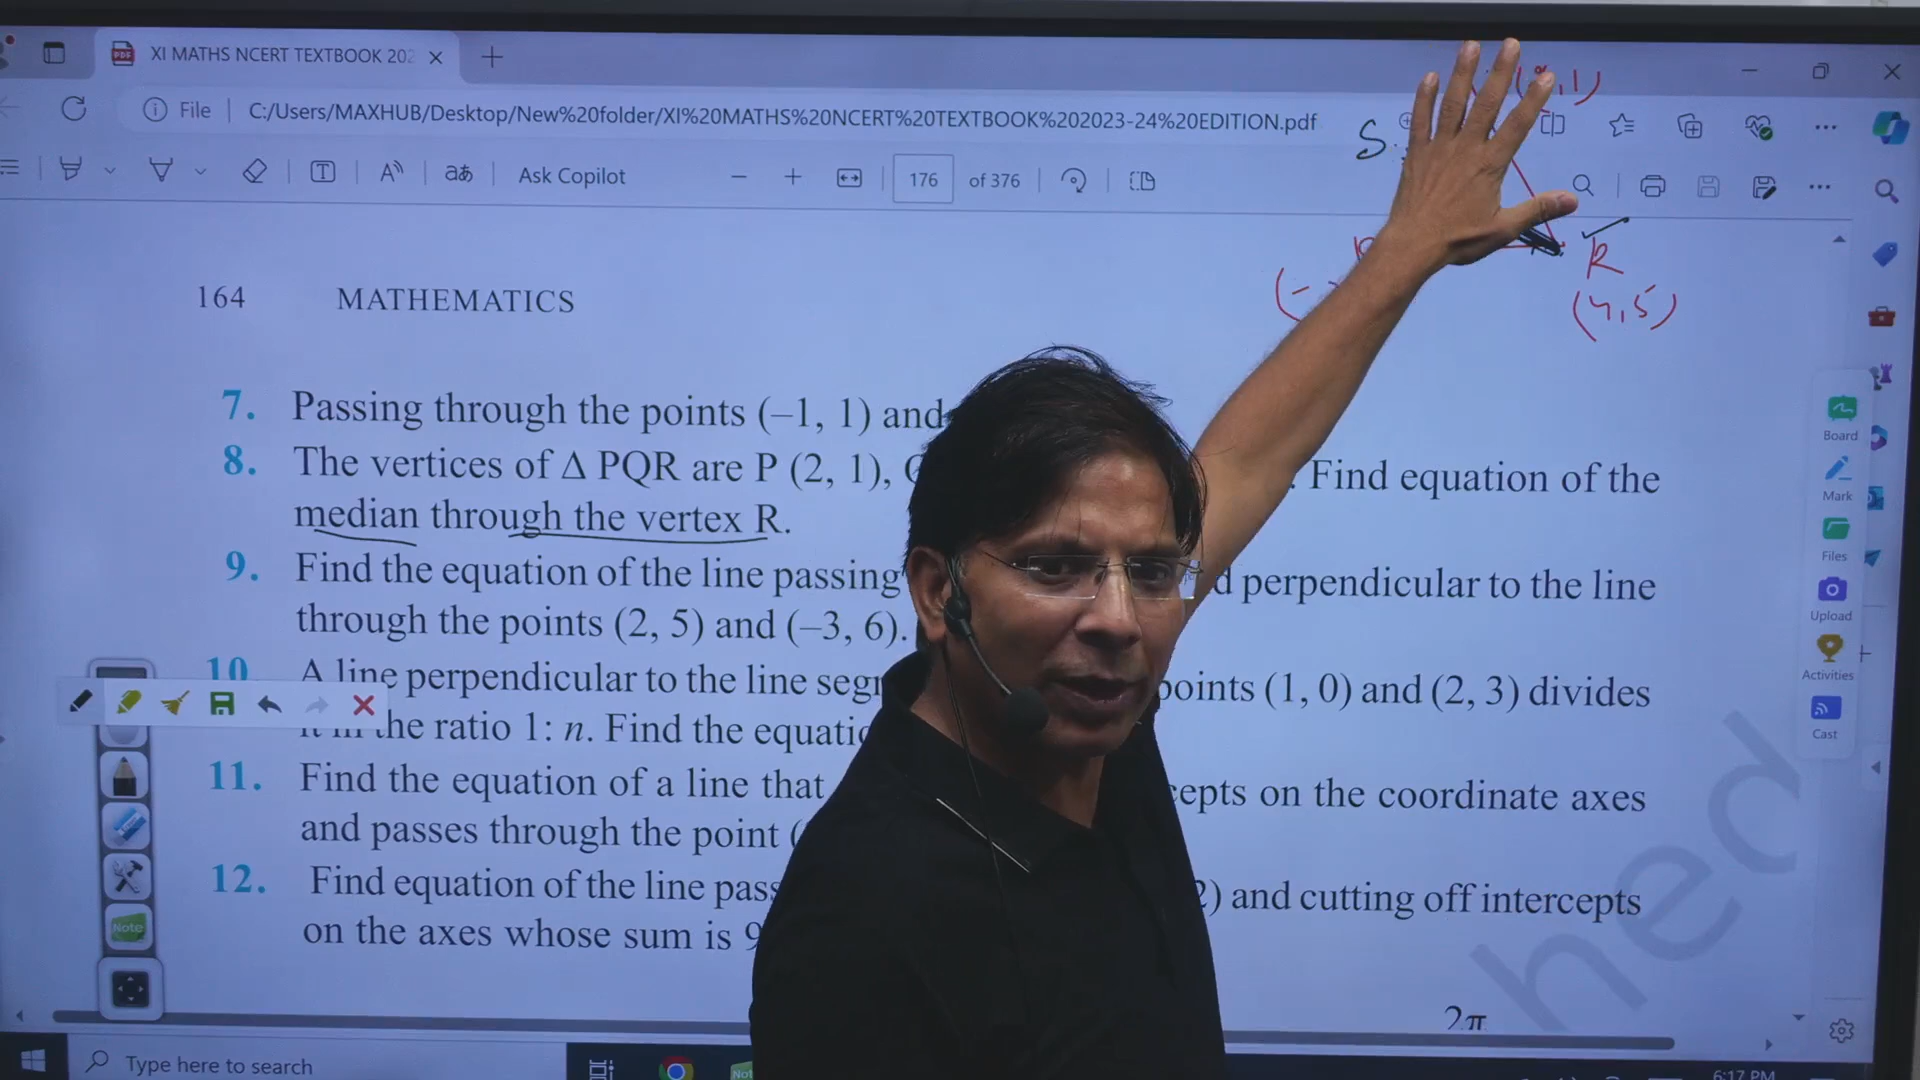 XI MATHS NCERT TEXTBOOK 202
File C:/Users/MAXHUB/Desktop/New%20folder/XI%20MATHS%20NCERT%20TEXTBOOK%202023-24%20EDITION.pdf
Ask Copilot 176 of 376
,1)
S
R
(4,5)
(-
164 MATHEMATICS
7. Passing through the points (–1, 1) and
8. The vertices of Δ PQR are P (2, 1), Find equation of the
median through the vertex R.
9. Find the equation of the line passing perpendicular to the line
through the points (2, 5) and (–3, 6).
10 A line perpendicular to the line points (1, 0) and (2, 3) divides
the ratio 1: n. Find the
11. Find the equation of a line that on the coordinate axes
and passes through the point (
12. Find equation of the line 2) and cutting off intercepts
on the axes whose sum is 9
2π
hed
Board
Mark
Files
Upload
Activities
Cast
Note
Type here to search
6:17 PM